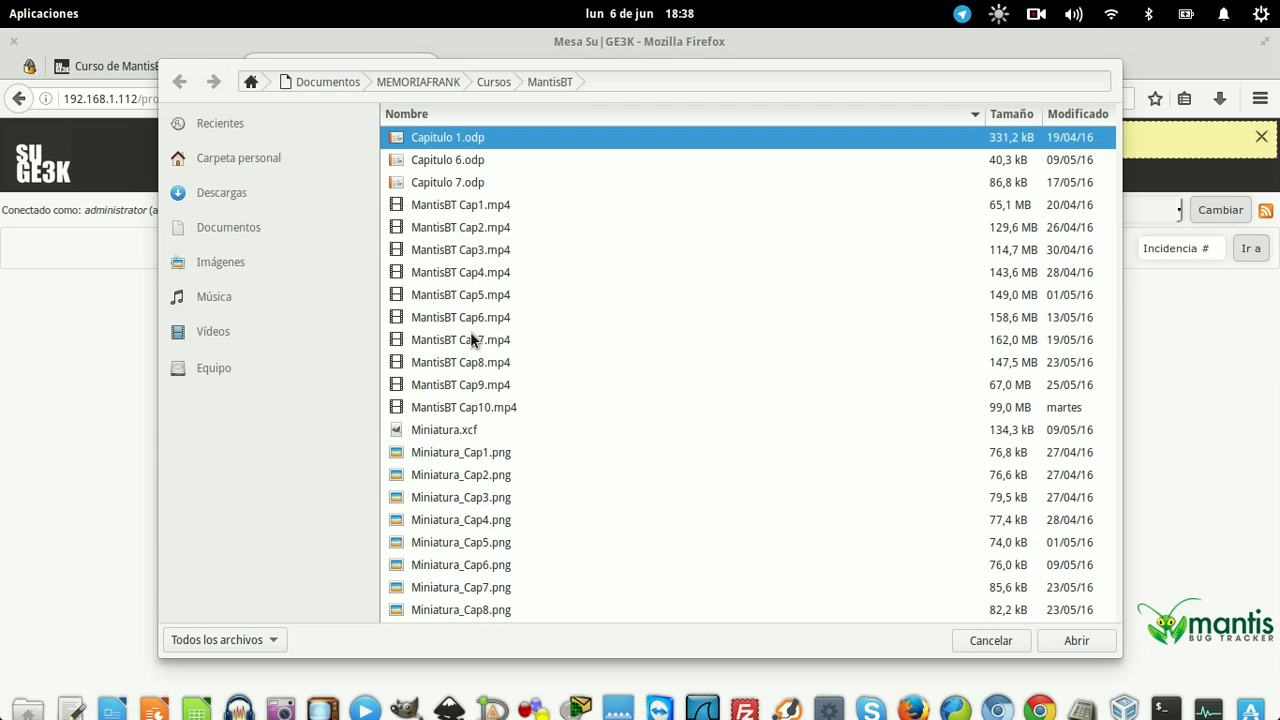 Aplicaciones
lun 6 de jun 18:38
Mesa Su|GE3K - Mozilla Firefox
Curso de MantisB
192.168.1.112/pro
Documentos MEMORIAFRANK Cursos MantisBT
Nombre Tamaño Modificado
Recientes
Carpeta personal
Descargas
Documentos
Imágenes
Música
Vídeos
Equipo
Capitulo 1.odp 331,2 kB 19/04/16
Capitulo 6.odp 40,3 kB 09/05/16
Capitulo 7.odp 86,8 kB 17/05/16
MantisBT Cap1.mp4 65,1 MB 20/04/16
MantisBT Cap2.mp4 129,6 MB 26/04/16
MantisBT Cap3.mp4 114,7 MB 30/04/16
MantisBT Cap4.mp4 143,6 MB 28/04/16
MantisBT Cap5.mp4 149,0 MB 01/05/16
MantisBT Cap6.mp4 158,6 MB 13/05/16
MantisBT Cap7.mp4 162,0 MB 19/05/16
MantisBT Cap8.mp4 147,5 MB 23/05/16
MantisBT Cap9.mp4 67,0 MB 25/05/16
MantisBT Cap10.mp4 99,0 MB martes
Miniatura.xcf 134,3 kB 09/05/16
Miniatura_Cap1.png 76,8 kB 27/04/16
Miniatura_Cap2.png 76,6 kB 27/04/16
Miniatura_Cap3.png 79,5 kB 27/04/16
Miniatura_Cap4.png 77,4 kB 28/04/16
Miniatura_Cap5.png 74,0 kB 01/05/16
Miniatura_Cap6.png 76,0 kB 09/05/16
Miniatura_Cap7.png 85,6 kB 23/05/16
Miniatura_Cap8.png 82,2 kB 23/05/16
Todos los archivos
Cancelar
Abrir
SU
GE3K
Conectado como: administrator (a
Cambiar
Incidencia #
Ir a
mantis
BUG TRACKER